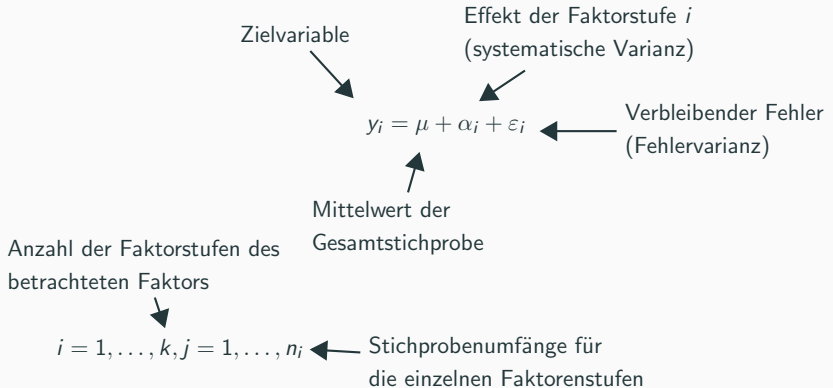 Effekt der Faktorstufe i
(systematische Varianz)
Zielvariable
y_i = μ + α_i + ε_i
Verbleibender Fehler
(Fehlervarianz)
Mittelwert der
Gesamtstichprobe
Anzahl der Faktorstufen des
betrachteten Faktors
i = 1, . . . , k, j = 1, . . . , n_i
Stichprobenumfänge für
die einzelnen Faktorenstufen